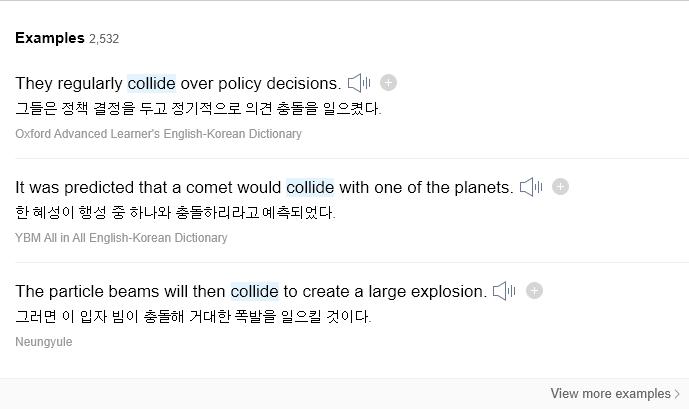 Examples 2,532
They regularly collide over policy decisions.
그들은 정책 결정을 두고 정기적으로 의견 충돌을 일으켰다.
Oxford Advanced Learner's English-Korean Dictionary
It was predicted that a comet would collide with one of the planets.
한 혜성이 행성 중 하나와 충돌하리라고 예측되었다.
YBM All in All English-Korean Dictionary
The particle beams will then collide to create a large explosion.
그러면 이 입자 빔이 충돌해 거대한 폭발을 일으킬 것이다.
Neungyule
View more examples